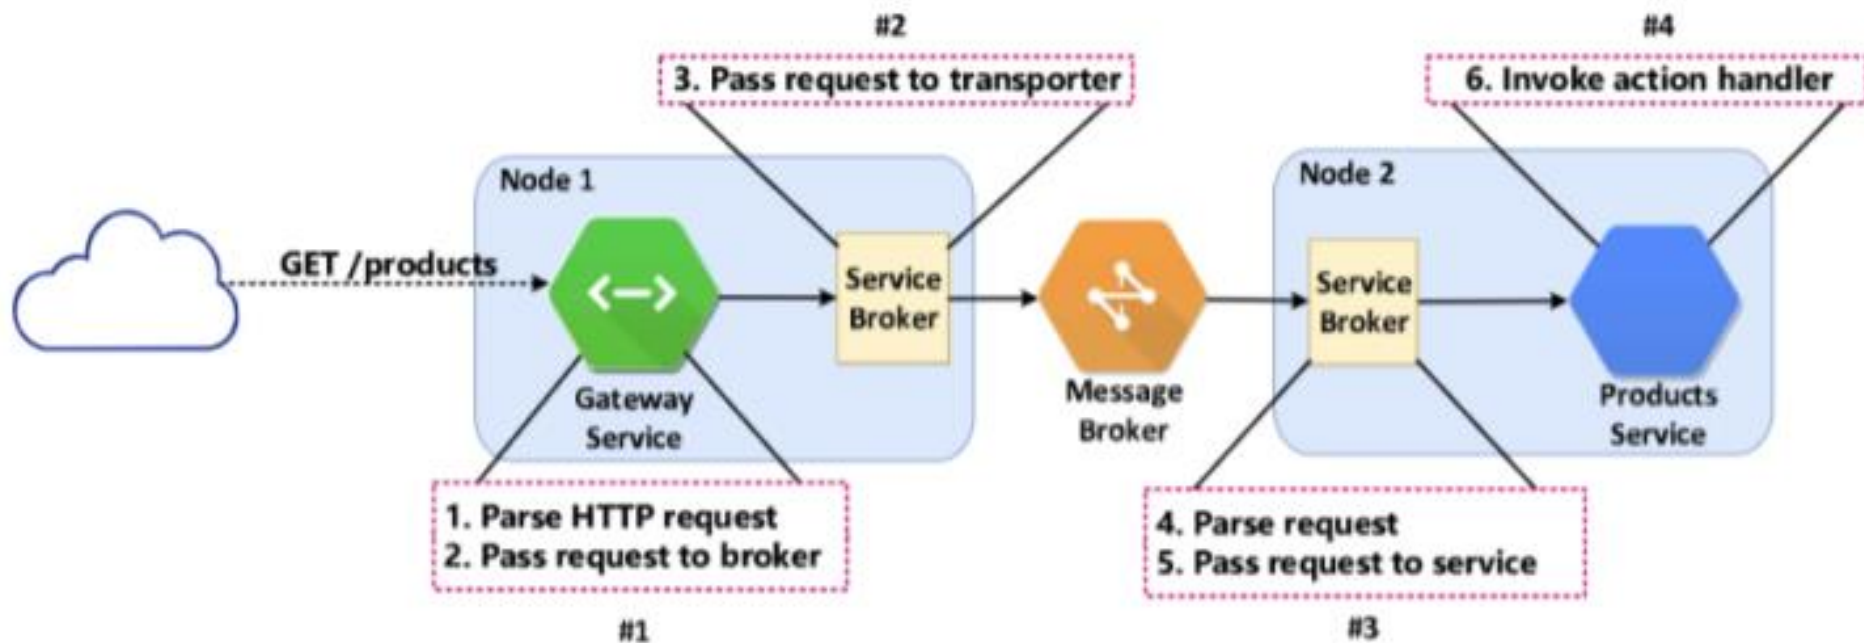 #2
#4
3. Pass request to transporter
6. Invoke action handler
Node 1
Node 2
GET /products
Service
Broker
Service
Broker
Gateway
Service
Message
Broker
Products
Service
1. Parse HTTP request
2. Pass request to broker
4. Parse request
5. Pass request to service
#1
#3